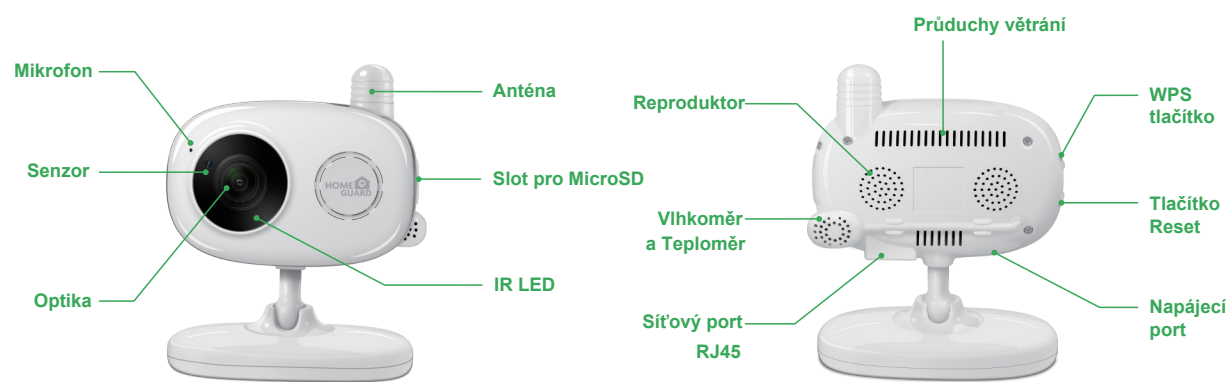 Mikrofon
Senzor
Optika
Anténa
Slot pro MicroSD
IR LED
HOME
GUARD
Průduchy větrání
Reproduktor
Vlhkoměr
a Teploměr
Síťový port
RJ45
WPS
tlačítko
Tlačítko
Reset
Napájecí
port